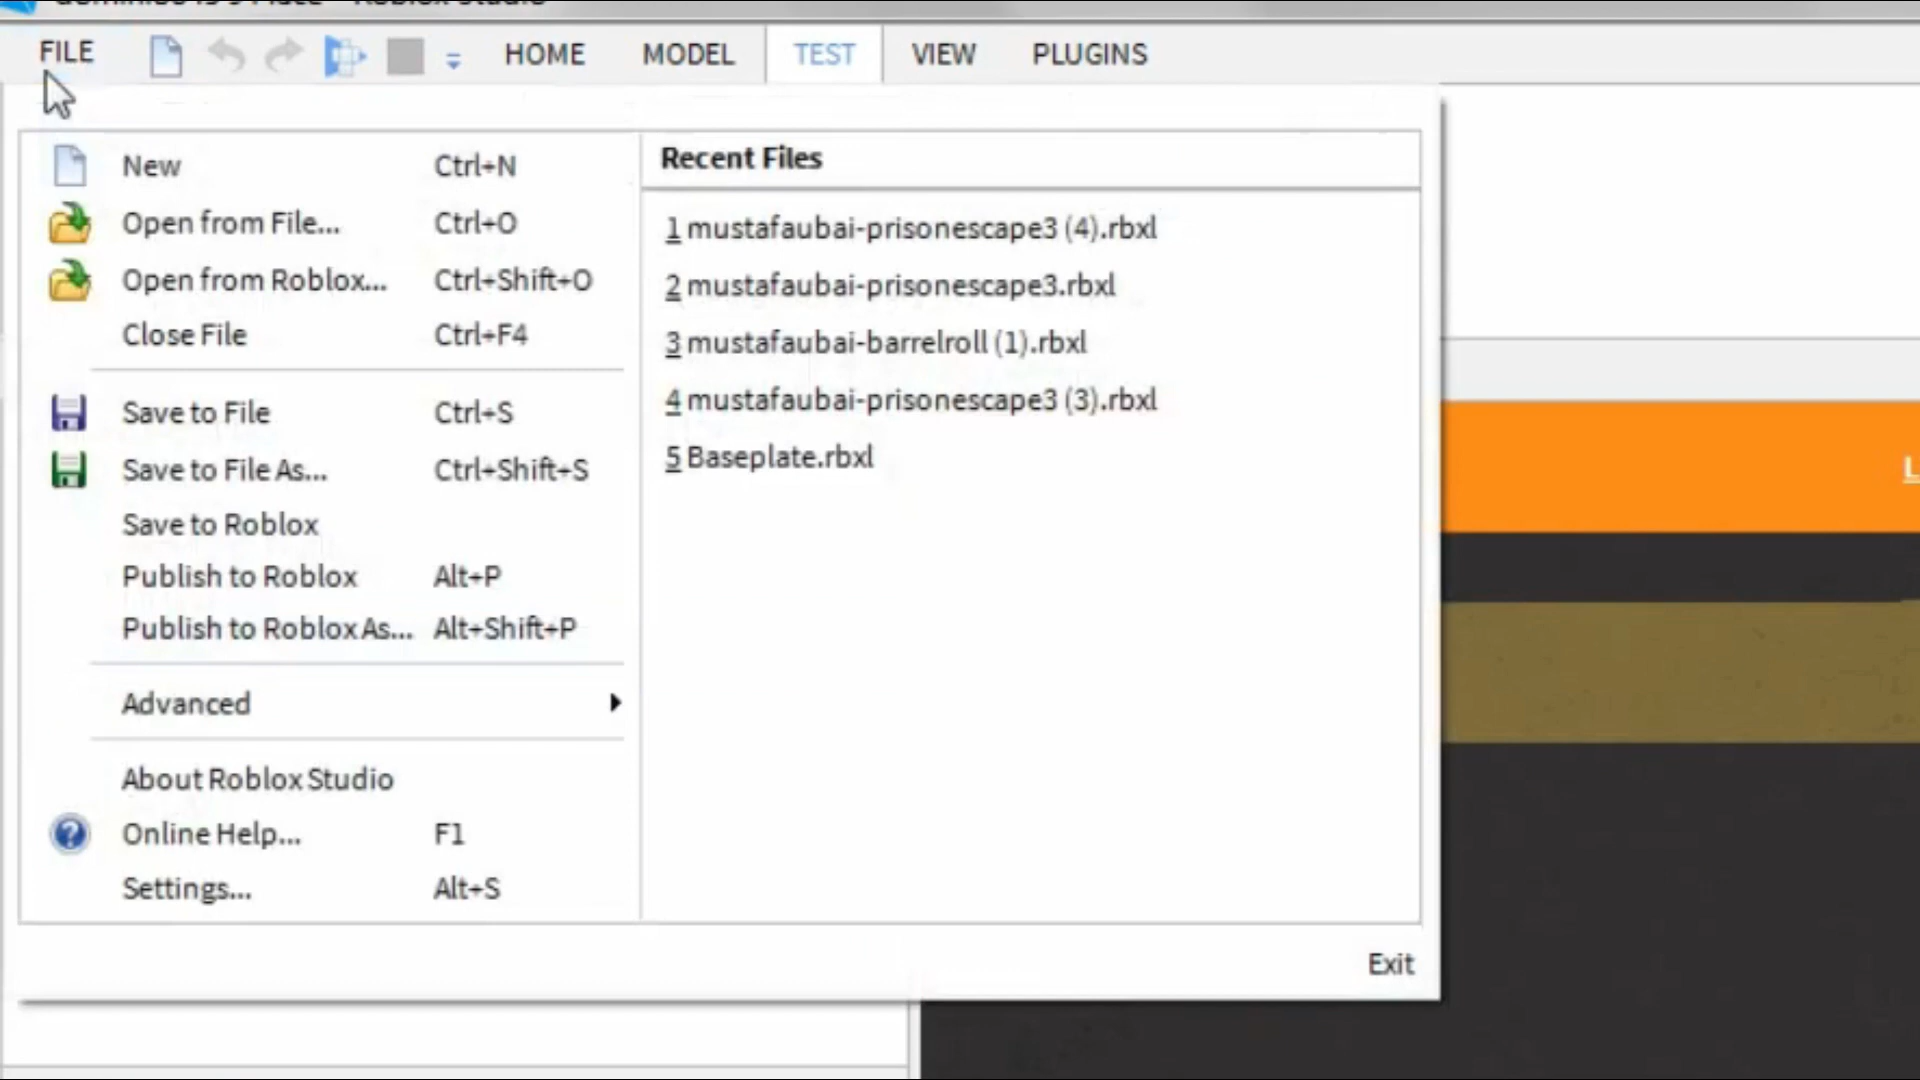 Roblox Studio
FILE HOME MODEL TEST VIEW PLUGINS
New Ctrl+N
Open from File... Ctrl+O
Open from Roblox... Ctrl+Shift+O
Close File Ctrl+F4
Save to File Ctrl+S
Save to File As... Ctrl+Shift+S
Save to Roblox
Publish to Roblox Alt+P
Publish to Roblox As... Alt+Shift+P
Advanced
About Roblox Studio
Online Help... F1
Settings... Alt+S
Recent Files
1 mustafaubai-prisonescape3 (4).rbxl
2 mustafaubai-prisonescape3.rbxl
3 mustafaubai-barrelroll (1).rbxl
4 mustafaubai-prisonescape3 (3).rbxl
5 Baseplate.rbxl
Exit